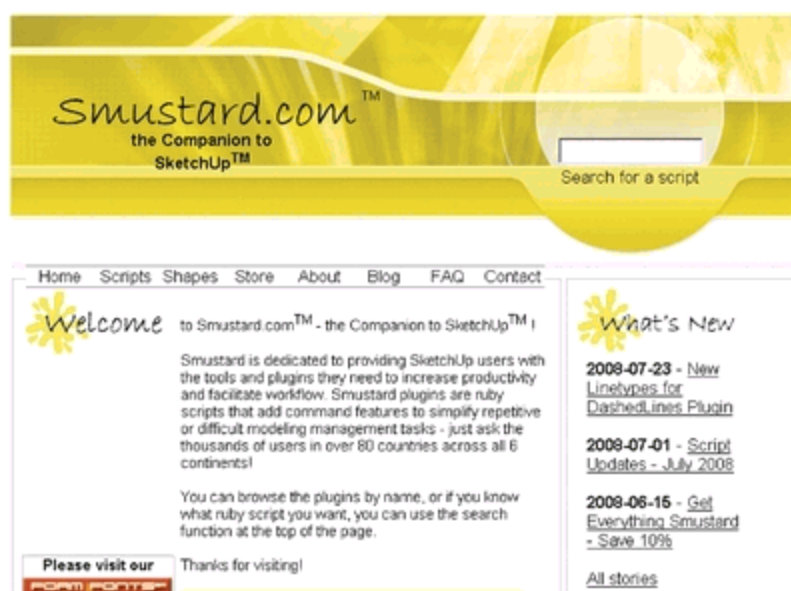 Smustard.com™
the Companion to
SketchUp™
Search for a script
Home Scripts Shapes Store About Blog FAQ Contact
Welcome to Smustard.com™ - the Companion to SketchUp™ !
Smustard is dedicated to providing SketchUp users with
the tools and plugins they need to increase productivity
and facilitate workflow. Smustard plugins are ruby
scripts that add command features to simplify repetitive
or difficult modeling management tasks - just ask the
thousands of users in over 80 countries across all 6
continents!
You can browse the plugins by name, or if you know
what ruby script you want, you can use the search
function at the top of the page.
Thanks for visiting!
Please visit our
FORM FONTS
What's New
2008-07-23 - New
Linetypes for
DashedLines Plugin
2008-07-01 - Script
Updates - July 2008
2008-06-15 - Get
Everything Smustard
- Save 10%
All stories